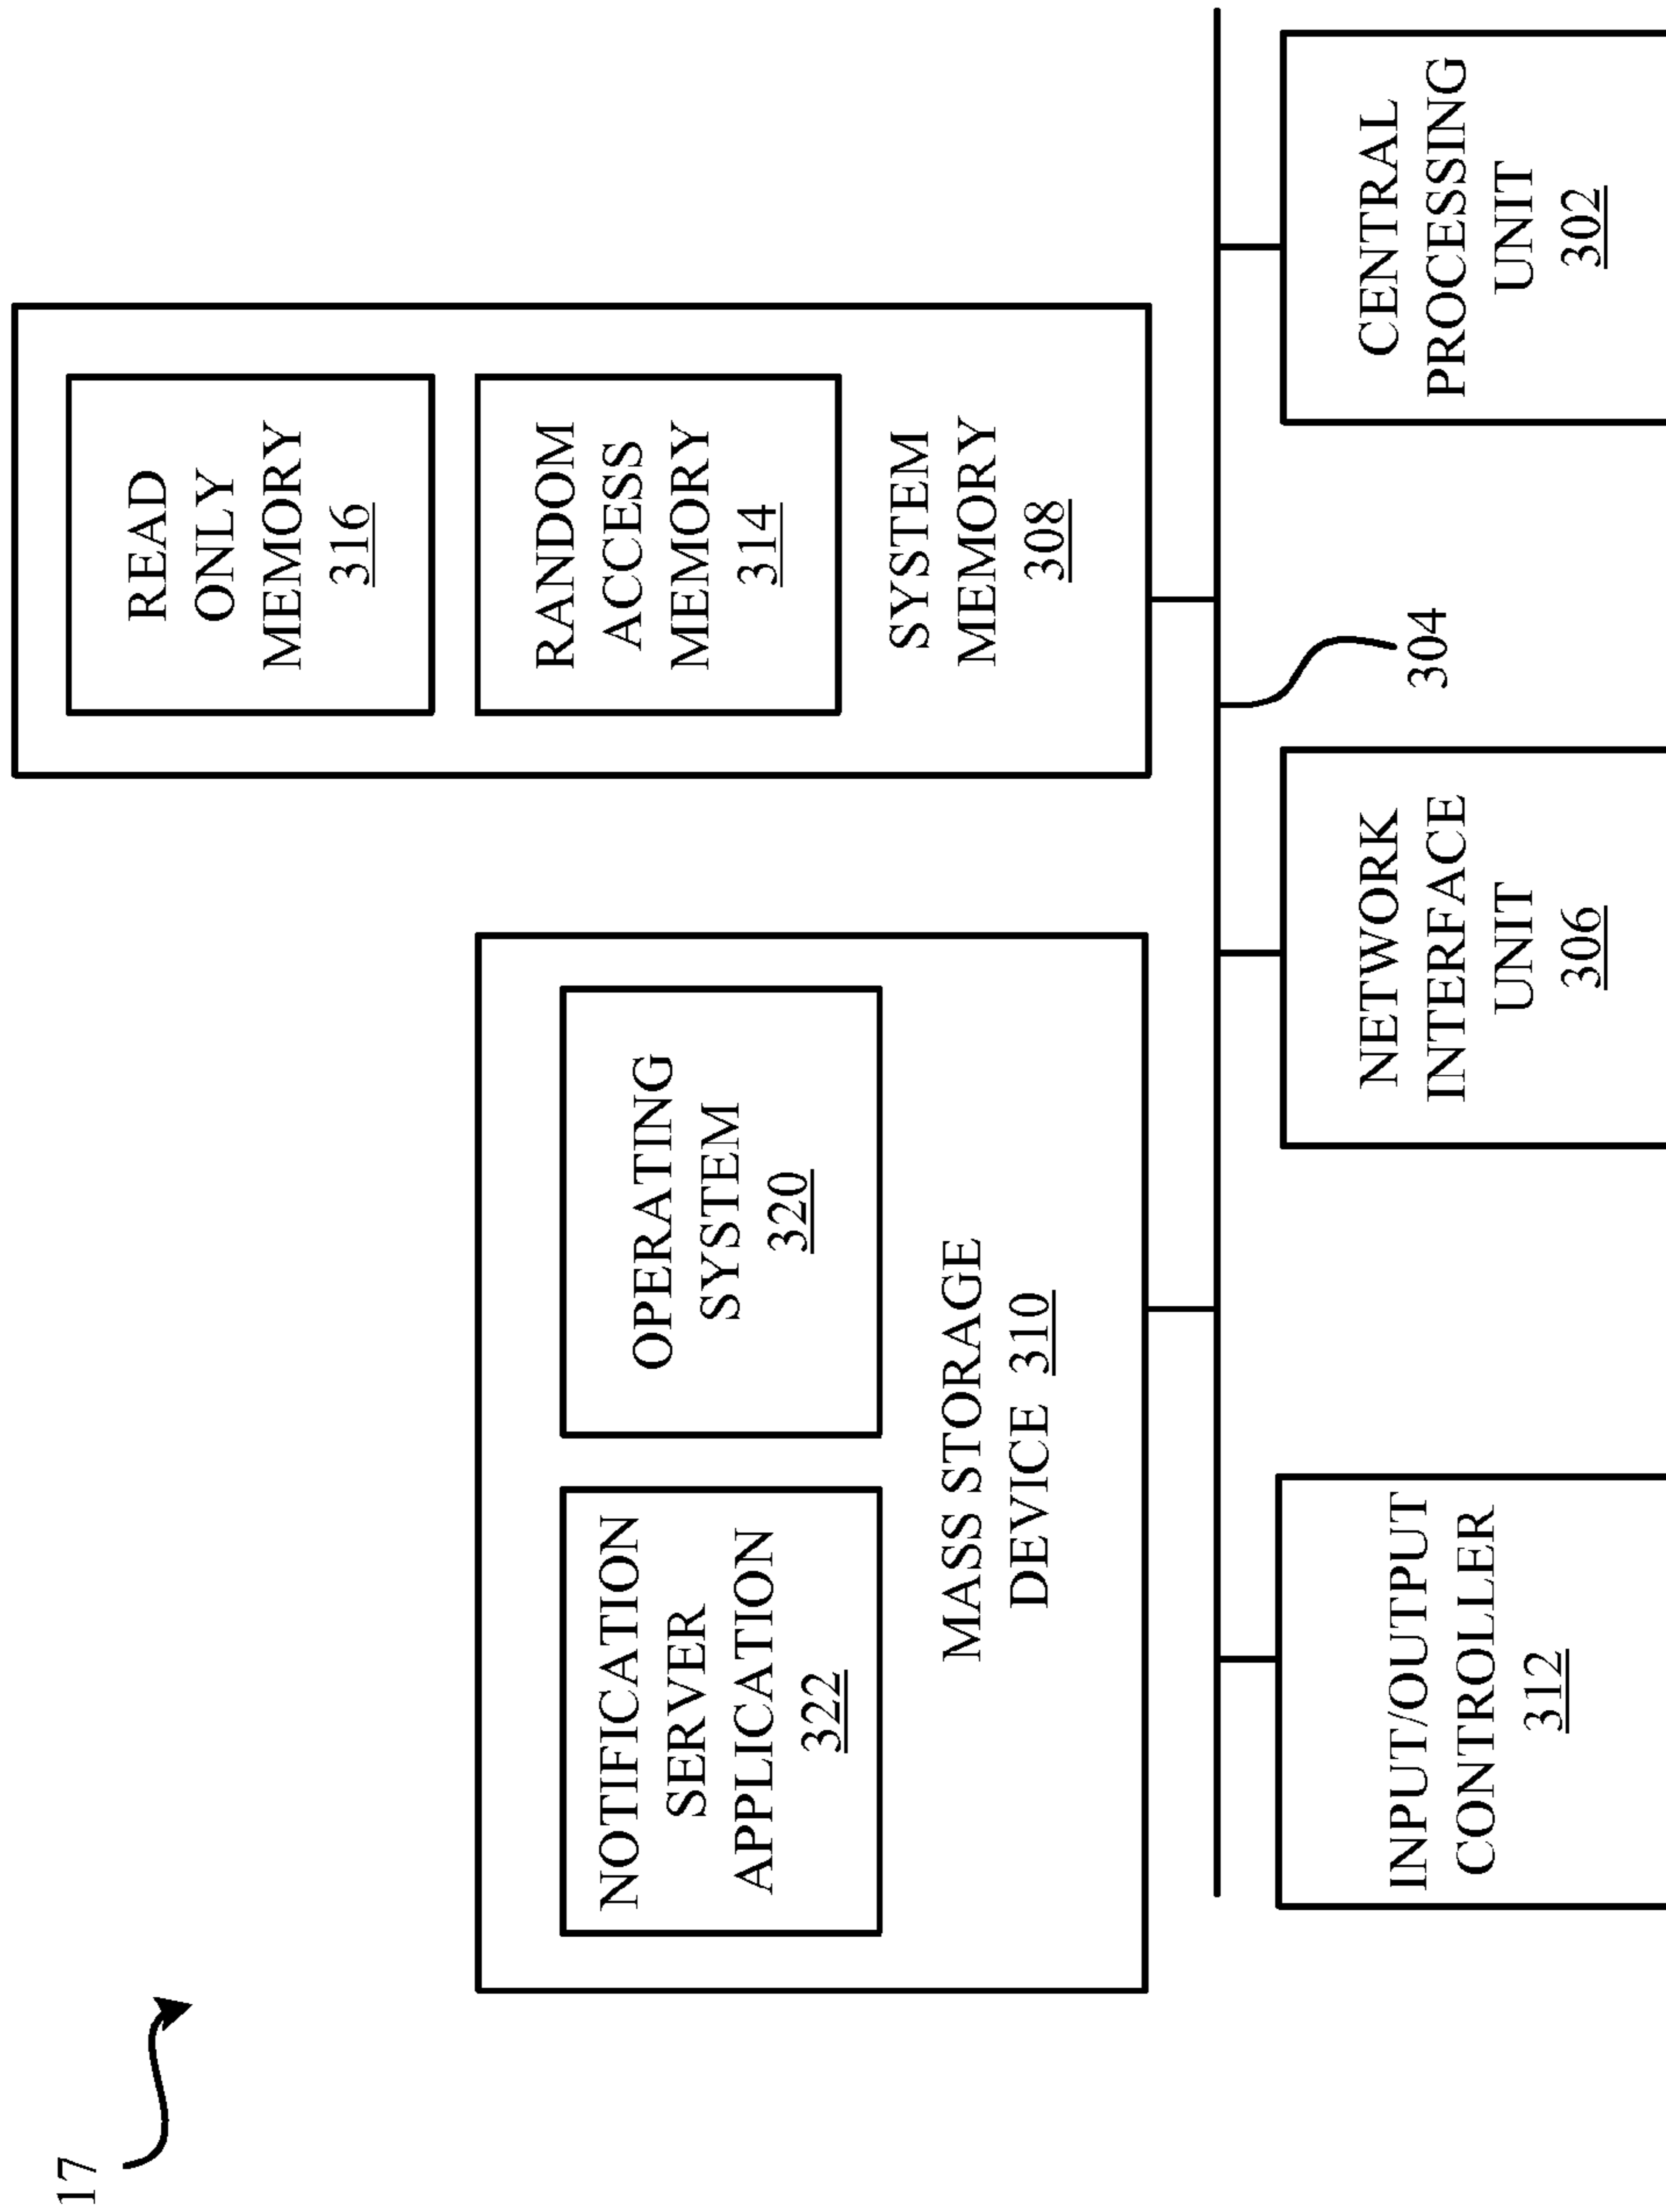 17
NOTIFICATION
SERVER
APPLICATION
322
OPERATING
SYSTEM
320
MASS STORAGE
DEVICE 310
READ
ONLY
MEMORY
316
RANDOM
ACCESS
MEMORY
314
SYSTEM
MEMORY
308
304
INPUT/OUTPUT
CONTROLLER
312
NETWORK
INTERFACE
UNIT
306
CENTRAL
PROCESSING
UNIT
302